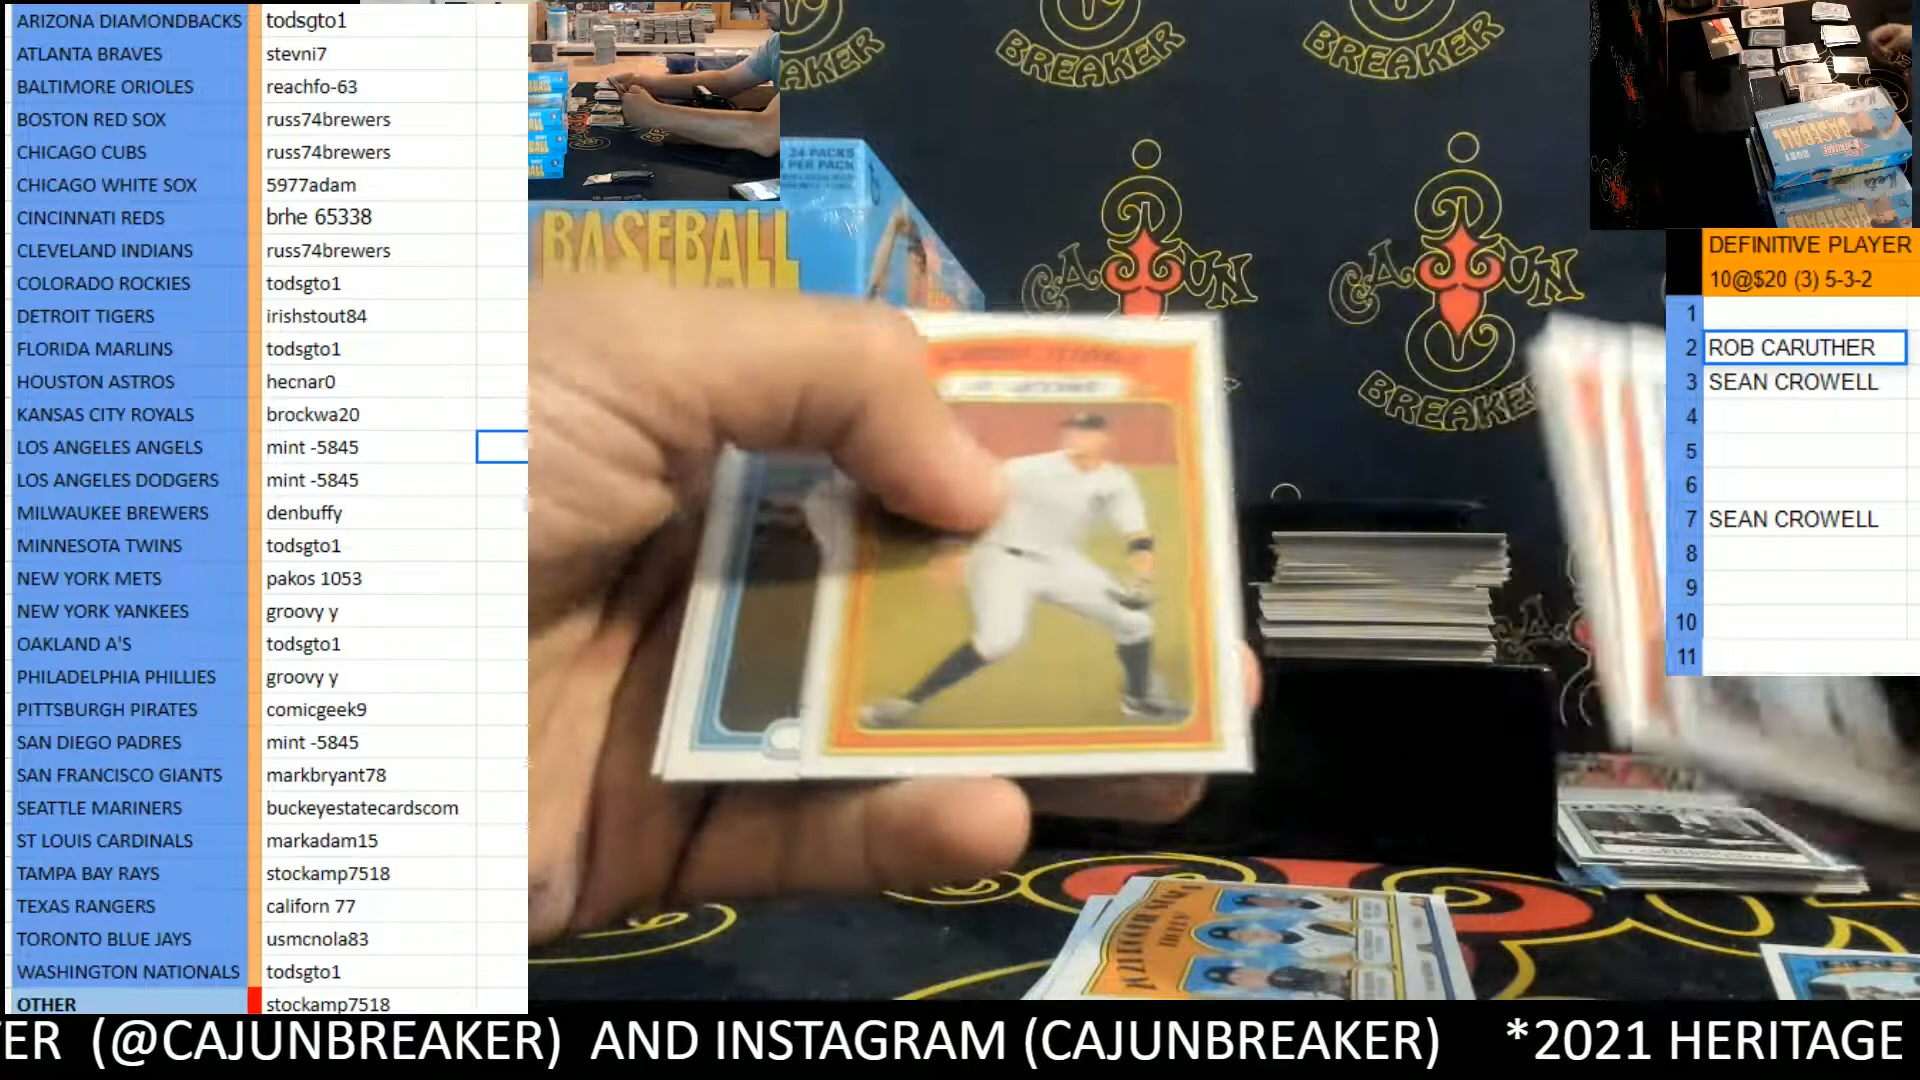 ARIZONA DIAMONDBACKS todsgto1
ATLANTA BRAVES stevni7
BALTIMORE ORIOLES reachfo-63
BOSTON RED SOX russ74brewers
CHICAGO CUBS russ74brewers
CHICAGO WHITE SOX 5977adam
CINCINNATI REDS brhe 65338
CLEVELAND INDIANS russ74brewers
COLORADO ROCKIES todsgto1
DETROIT TIGERS irishstout84
FLORIDA MARLINS todsgto1
HOUSTON ASTROS hecnar0
KANSAS CITY ROYALS brockwa20
LOS ANGELES ANGELS mint -5845
LOS ANGELES DODGERS mint -5845
MILWAUKEE BREWERS denbuffy
MINNESOTA TWINS todsgto1
NEW YORK METS pakos 1053
NEW YORK YANKEES groovy y
OAKLAND A'S todsgto1
PHILADELPHIA PHILLIES groovy y
PITTSBURGH PIRATES comicgeek9
SAN DIEGO PADRES mint -5845
SAN FRANCISCO GIANTS markbryant78
SEATTLE MARINERS buckeyestatecardscom
ST LOUIS CARDINALS markadam15
TAMPA BAY RAYS stockamp7518
TEXAS RANGERS californ 77
TORONTO BLUE JAYS usmcnola83
WASHINGTON NATIONALS todsgto1
OTHER stockamp7518
BREAKER
BREAKER
BREAKER
24 PACKS
PER PACK
BASEBALL
CAJUN
CAJUN
BREAKER
BASEBALL
2021
DEFINITIVE PLAYER
10@$20 (3) 5-3-2
1
2 ROB CARUTHER
3 SEAN CROWELL
4
5
6
7 SEAN CROWELL
8
9
10
11
ER (@CAJUNBREAKER) AND INSTAGRAM (CAJUNBREAKER) *2021 HERITAGE